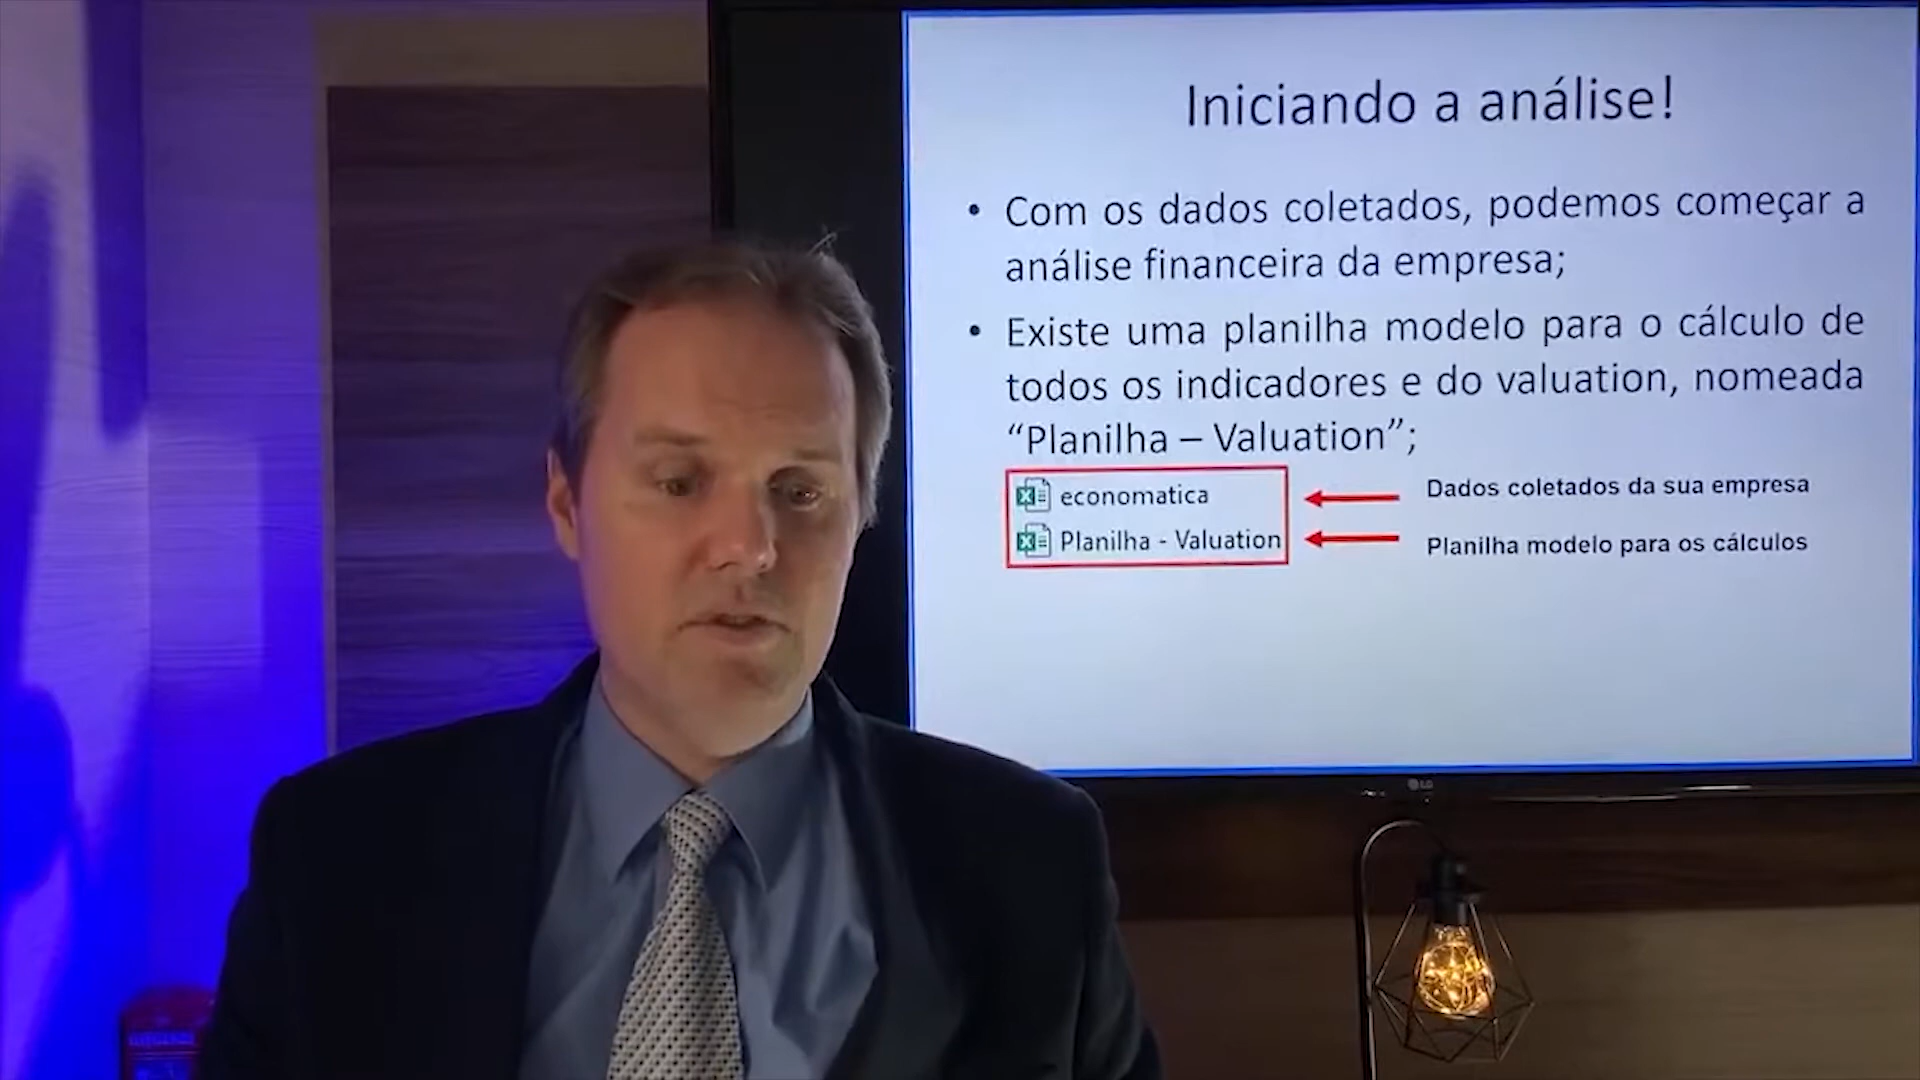 Iniciando a análise!
• Com os dados coletados, podemos começar a
análise financeira da empresa;
• Existe uma planilha modelo para o cálculo de
todos os indicadores e do valuation, nomeada
“Planilha – Valuation”;
economatica
Dados coletados da sua empresa
Planilha - Valuation
Planilha modelo para os cálculos
LG